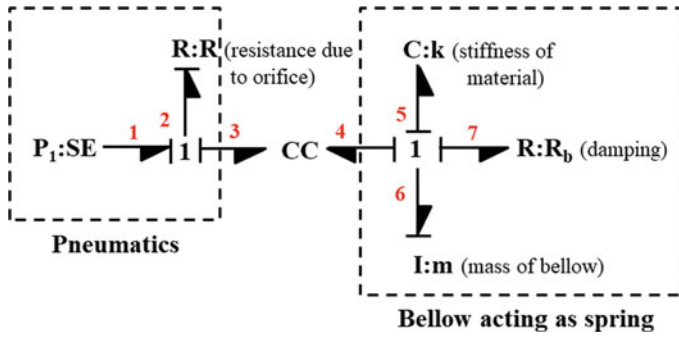 R:R (resistance due
to orifice)
C:k (stiffness of
material)
1
2
3
4
5
7
P₁:SE
1
CC
1
R:R_b (damping)
6
I:m (mass of bellow)
Pneumatics
Bellow acting as spring